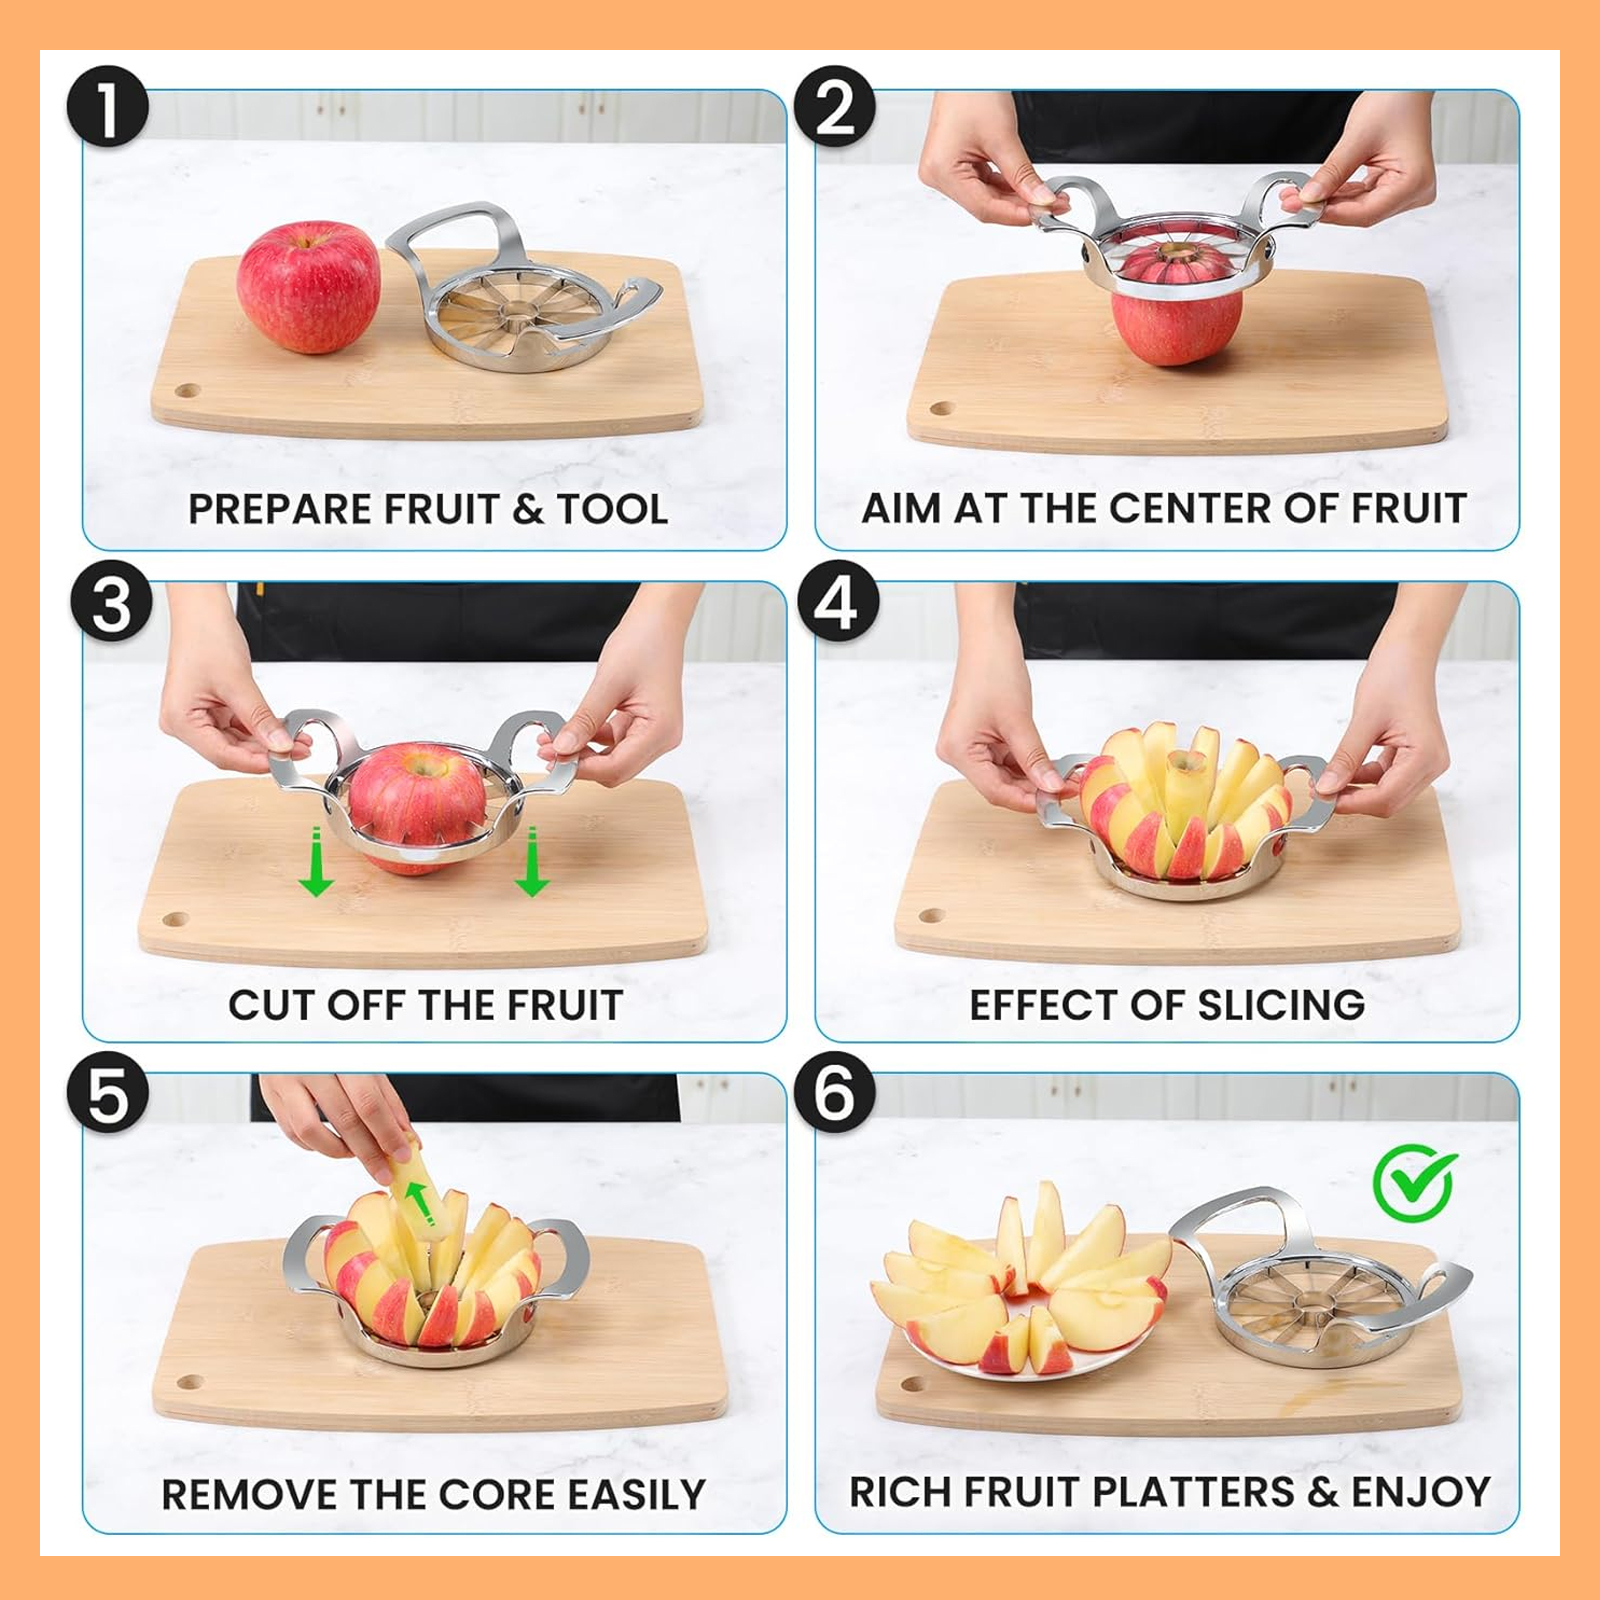 1
PREPARE FRUIT & TOOL
2
AIM AT THE CENTER OF FRUIT
3
CUT OFF THE FRUIT
4
EFFECT OF SLICING
5
REMOVE THE CORE EASILY
6
RICH FRUIT PLATTERS & ENJOY